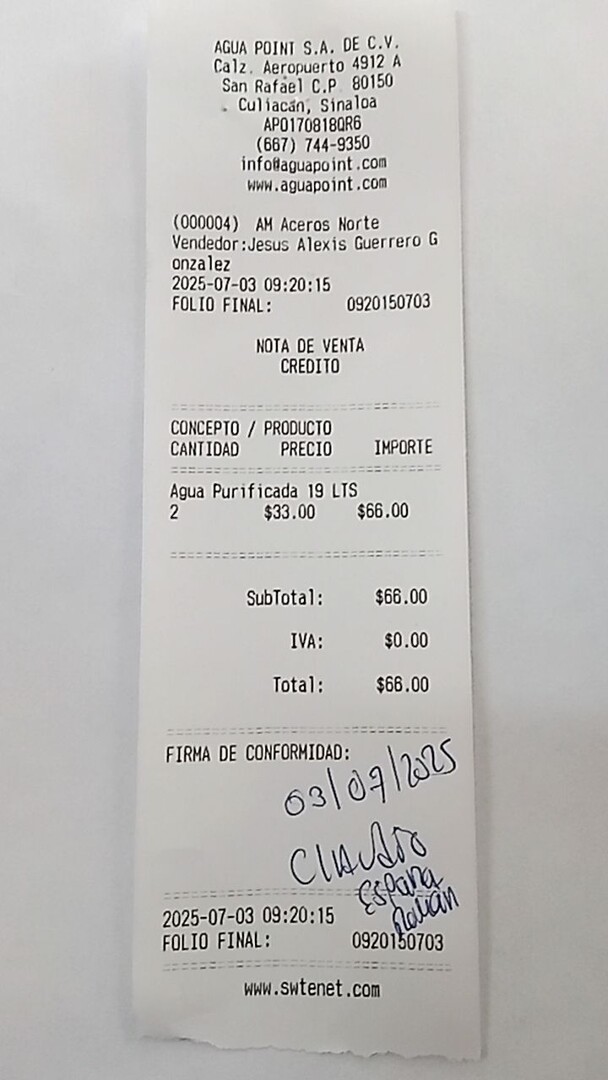 AGUA POINT S.A. DE C.V.
Calz. Aeropuerto 4912 A
San Rafael C.P. 80150
Culiacán, Sinaloa
APO170818QR6
(667) 744-9350
info@aguapoint.com
www.aguapoint.com
(000004) AM Aceros Norte
Vendedor:Jesus Alexis Guerrero G
onzalez
2025-07-03 09:20:15
FOLIO FINAL: 0920150703
NOTA DE VENTA
CREDITO
CONCEPTO / PRODUCTO
CANTIDAD PRECIO IMPORTE
Agua Purificada 19 LTS
2 $33.00 $66.00
SubTotal: $66.00
IVA: $0.00
Total: $66.00
FIRMA DE CONFORMIDAD:
03/07/2025
España
2025-07-03 09:20:15
FOLIO FINAL: 0920150703
www.swtenet.com